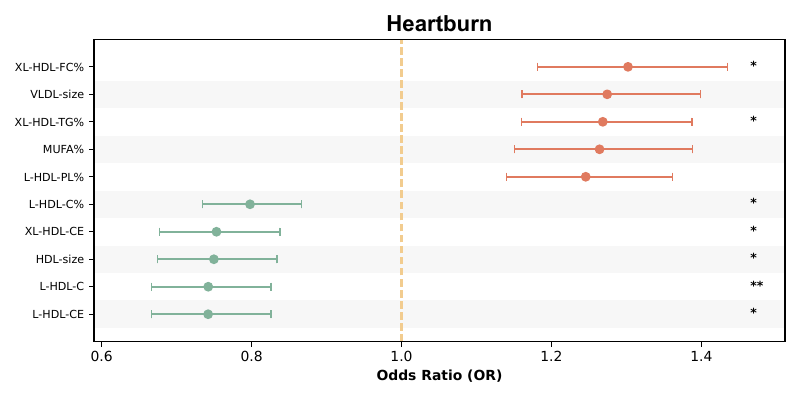 Heartburn
XL-HDL-FC% *
VLDL-size
XL-HDL-TG% *
MUFA%
L-HDL-PL%
L-HDL-C% *
XL-HDL-CE *
HDL-size *
L-HDL-C **
L-HDL-CE *
0.6 0.8 1.0 1.2 1.4
Odds Ratio (OR)